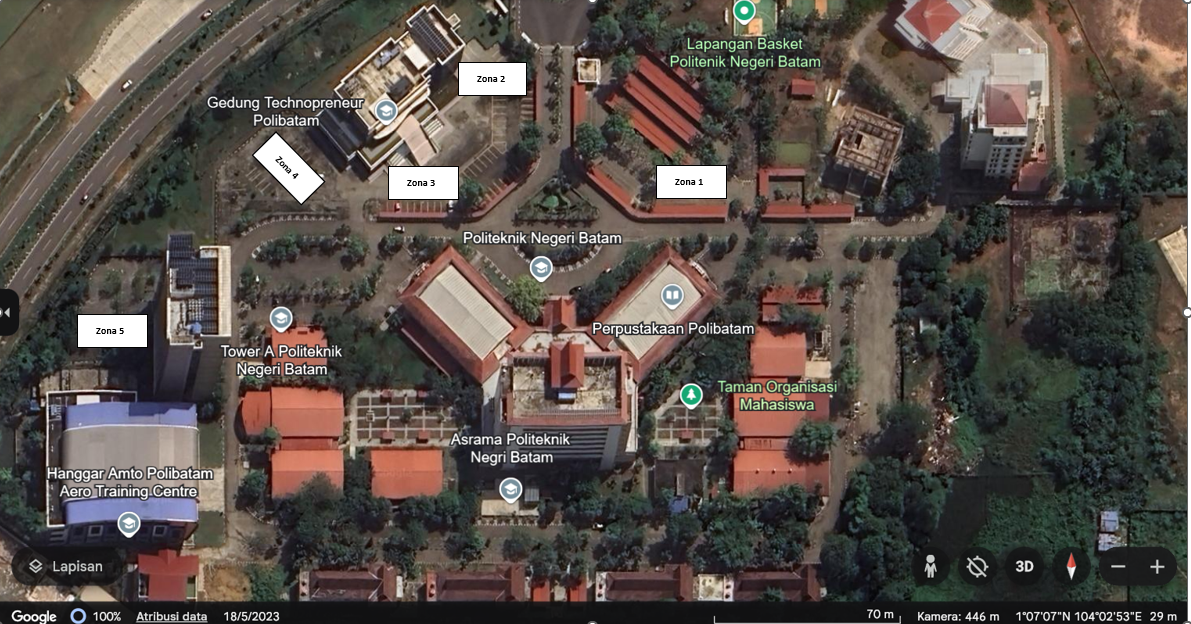 Lapangan Basket
Politenik Negeri Batam
Zona 2
Gedung Technopreneur
Polibatam
Zona 4
Zona 3
Zona 1
Politeknik Negeri Batam
Zona 5
Perpustakaan Polibatam
Tower A Politeknik
Negeri Batam
Taman Organisasi
Mahasiswa
Asrama Politeknik
Negri Batam
Hanggar Amto Polibatam
Aero Training Centre
Lapisan
3D
Google
100%
Atribusi data
18/5/2023
70 m
Kamera: 446 m
1°07'07"N 104°02'53"E
29 m